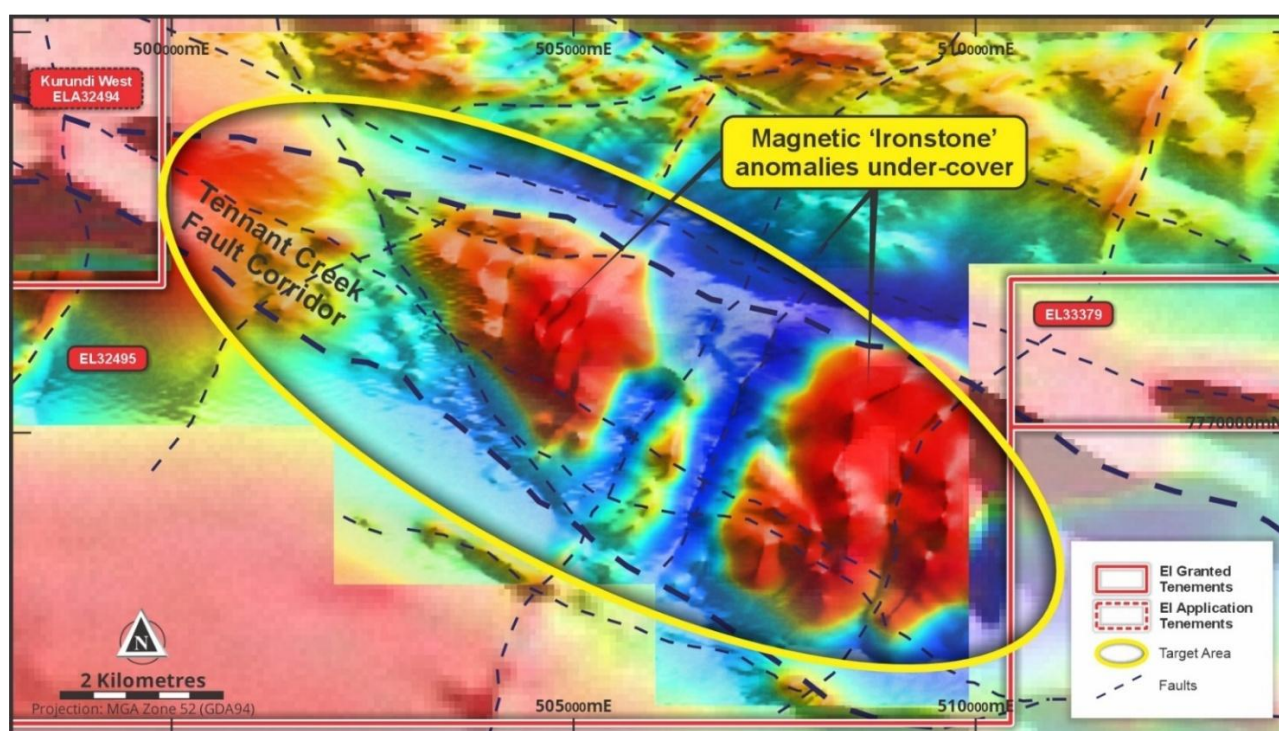 500000mE
505000mE
510000mE
Kurundi West
ELA32494
Magnetic 'Ironstone'
anomalies under-cover
Tennant Creek
Fault Corridor
EL33379
EL32495
7770000mN
El Granted
Tenements
El Application
Tenements
Target Area
Faults
N
2 Kilometres
Projection: MGA Zone 52 (GDA94)
505000mE
510000mE